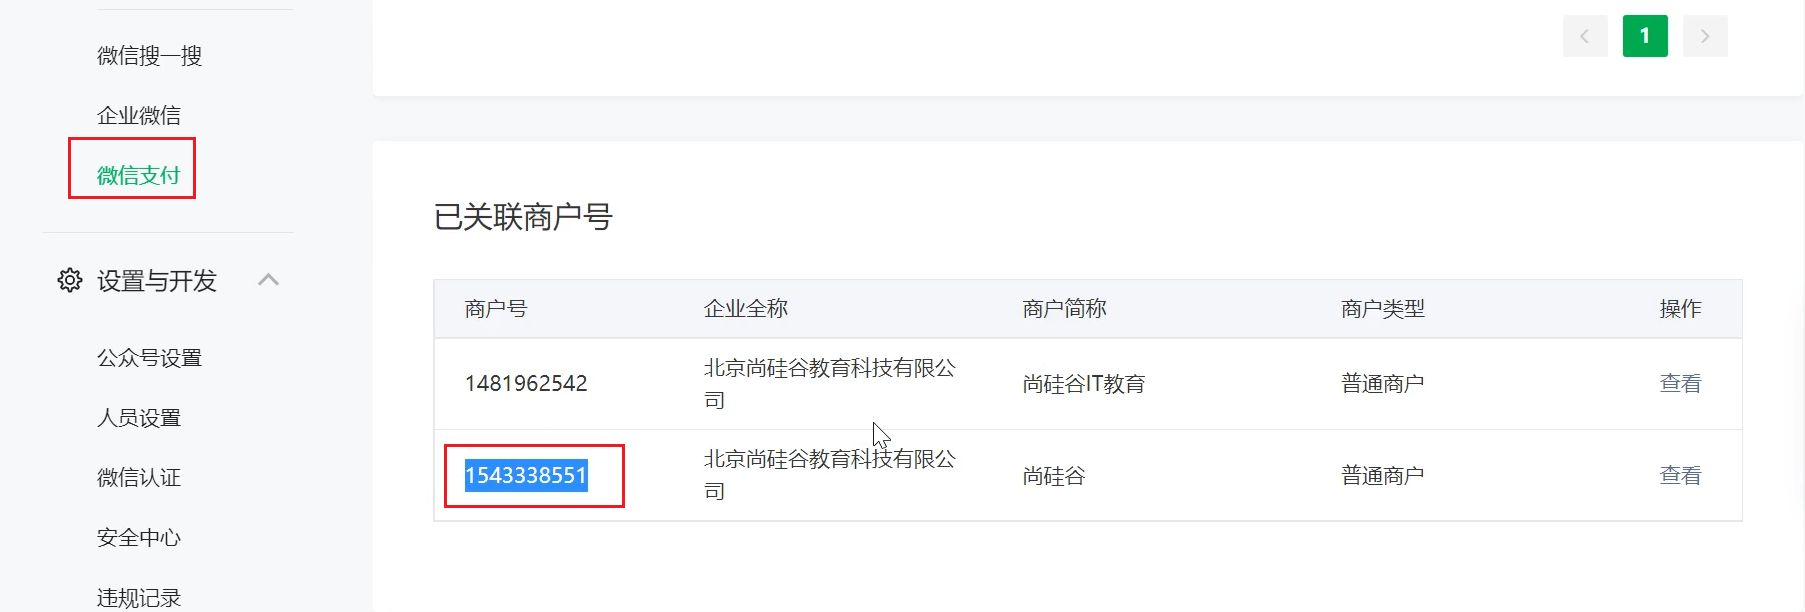 微信搜一搜
企业微信
微信支付
设置与开发
公众号设置
人员设置
微信认证
安全中心
违规记录
1
已关联商户号
商户号 企业全称 商户简称 商户类型 操作
1481962542 北京尚硅谷教育科技有限公 尚硅谷IT教育 普通商户 查看
司
1543338551 北京尚硅谷教育科技有限公 尚硅谷 普通商户 查看
司